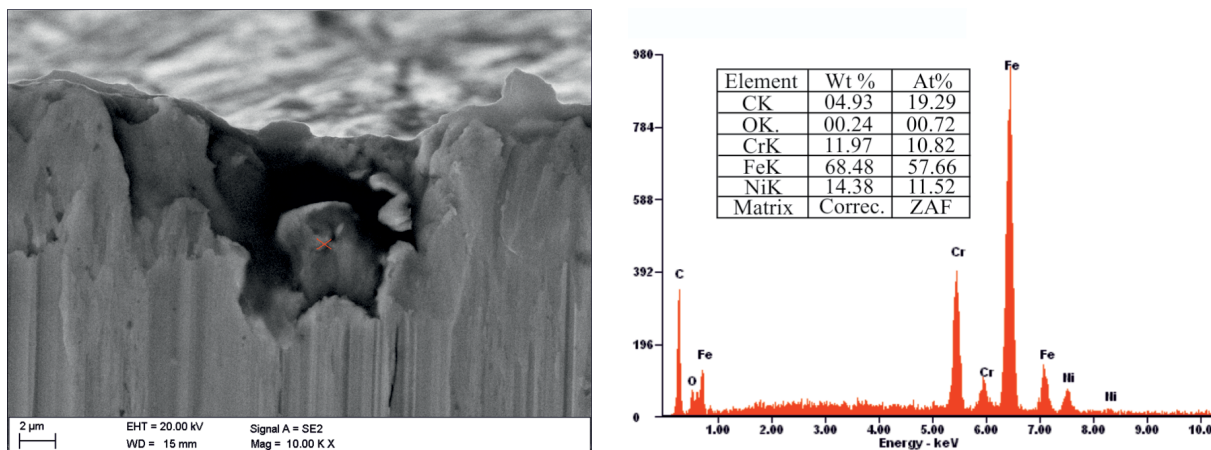 2 µm
EHT = 20.00 kV
Signal A = SE2
WD = 15 mm
Mag = 10.00 K X
980
784
588
392
196
0
Element Wt % At%
CK 04.93 19.29
OK. 00.24 00.72
CrK 11.97 10.82
FeK 68.48 57.66
NiK 14.38 11.52
Matrix Correc. ZAF
C
O
Fe
Cr
Cr
Fe
Fe
Ni
Ni
1.00 2.00 3.00 4.00 5.00 6.00 7.00 8.00 9.00 10.0
Energy - keV